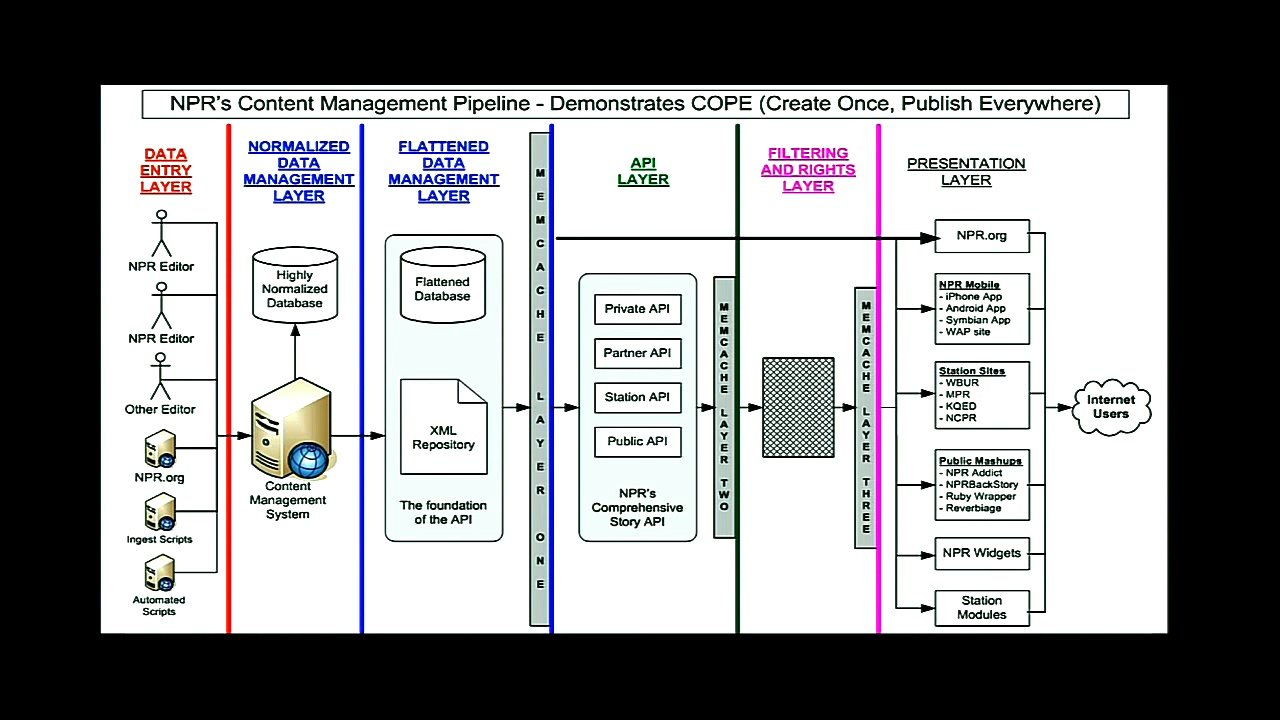 NPR's Content Management Pipeline - Demonstrates COPE (Create Once, Publish Everywhere)
DATA
ENTRY
LAYER
NPR Editor
NPR Editor
Other Editor
NPR.org
Ingest Scripts
Automated
Scripts
NORMALIZED
DATA
MANAGEMENT
LAYER
Highly
Normalized
Database
Content
Management
System
FLATTENED
DATA
MANAGEMENT
LAYER
Flattened
Database
XML
Repository
The foundation
of the API
MEMCACHE LAYER ONE
API
LAYER
Private API
Partner API
Station API
Public API
NPR's
Comprehensive
Story API
MEMCACHE LAYER TWO
FILTERING
AND RIGHTS
LAYER
MEMCACHE LAYER THREE
PRESENTATION
LAYER
NPR.org
NPR Mobile
- iPhone App
- Android App
- Symbian App
- WAP site
Station Sites
- WBUR
- MPR
- KQED
- NCPR
Public Mashups
- NPR Addict
- NPRBackStory
- Ruby Wrapper
- Reverbiage
NPR Widgets
Station
Modules
Internet
Users